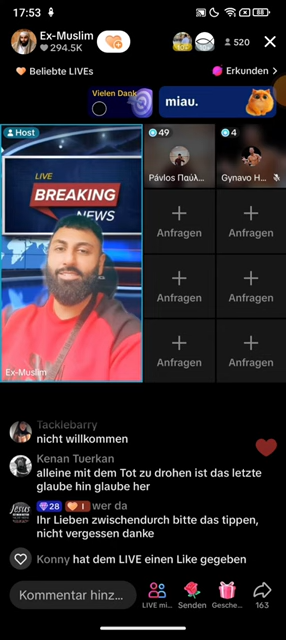 17:53
88
Ex-Muslim
294.5K
520
Beliebte LIVEs
Erkunden
Vielen Dank
miau.
Host
49
4
LIVE
BREAKING
NEWS
Pávlos Παύλ...
Gynavo H...
Anfragen
Anfragen
Anfragen
Anfragen
Anfragen
Anfragen
Ex-Muslim
Tacklebarry
nicht willkommen
Kenan Tuerkan
alleine mit dem Tot zu drohen ist das letzte
glaube hin glaube her
28 I wer da
Ihr Lieben zwischendurch bitte das tippen,
nicht vergessen danke
Konny hat dem LIVE einen Like gegeben
Kommentar hinz...
LIVE mi...
Senden
Gesche...
163